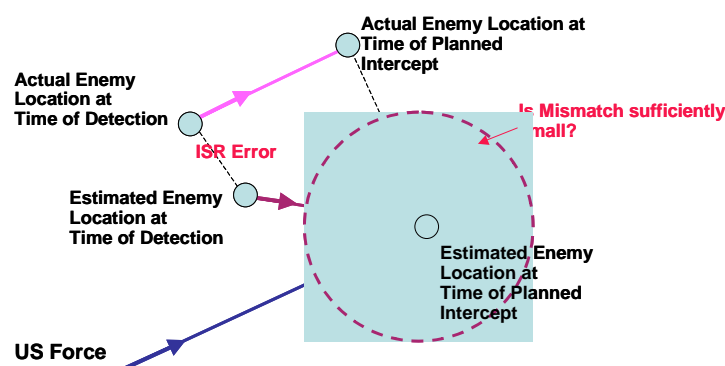 Actual Enemy Location at
Time of Planned
Intercept
Actual Enemy
Location at
Time of Detection
Is Mismatch sufficiently
mall?
ISR Error
Estimated Enemy
Location at
Time of Detection
Estimated Enemy
Location at
Time of Planned
Intercept
US Force